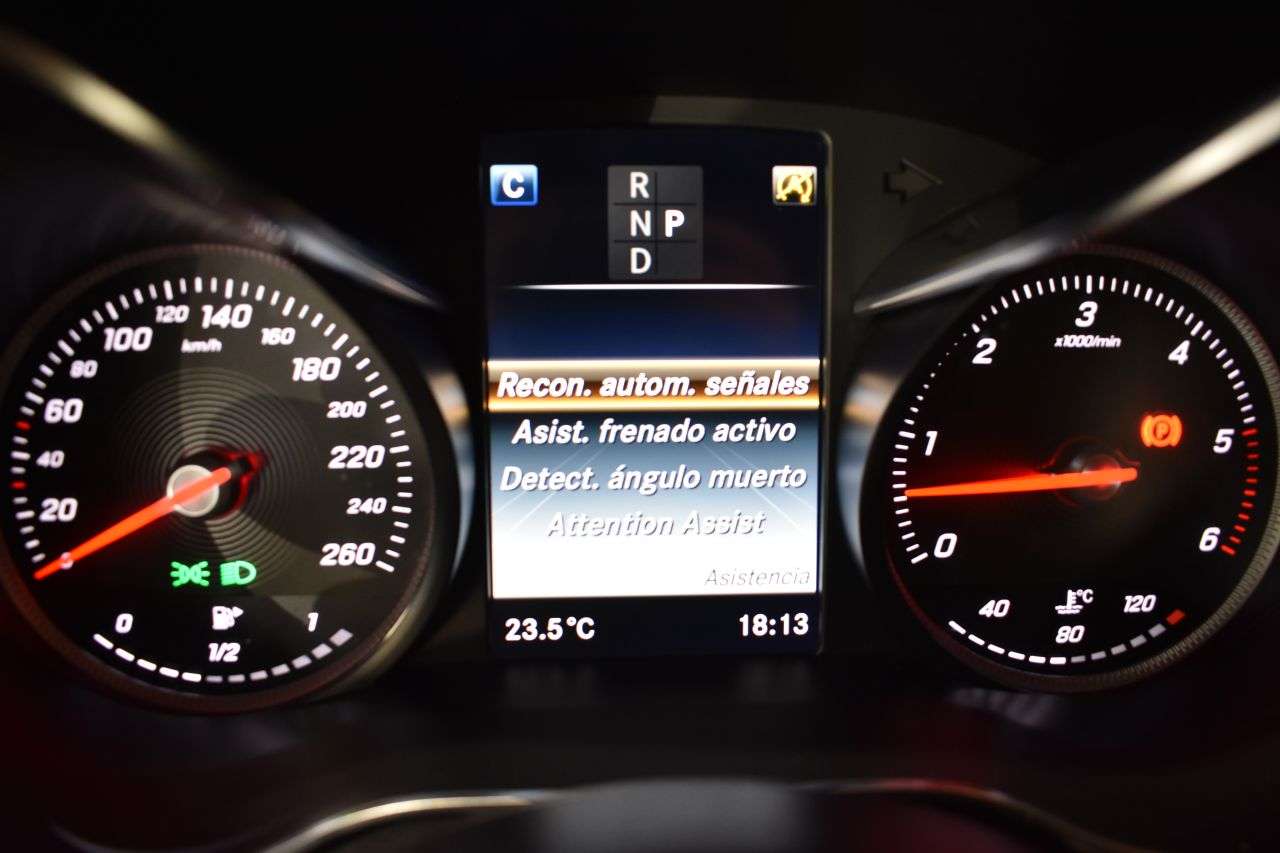 C
R
N P
D
Recon. autom. señales
Asist. frenado activo
Detect. ángulo muerto
Attention Assist
Asistencia
23.5°C
18:13
0
20
40
60
80
100
120
140
160
180
200
220
240
260
km/h
0
1/2
1
0
1
2
3
4
5
6
x1000/min
P
40
80
120
°C